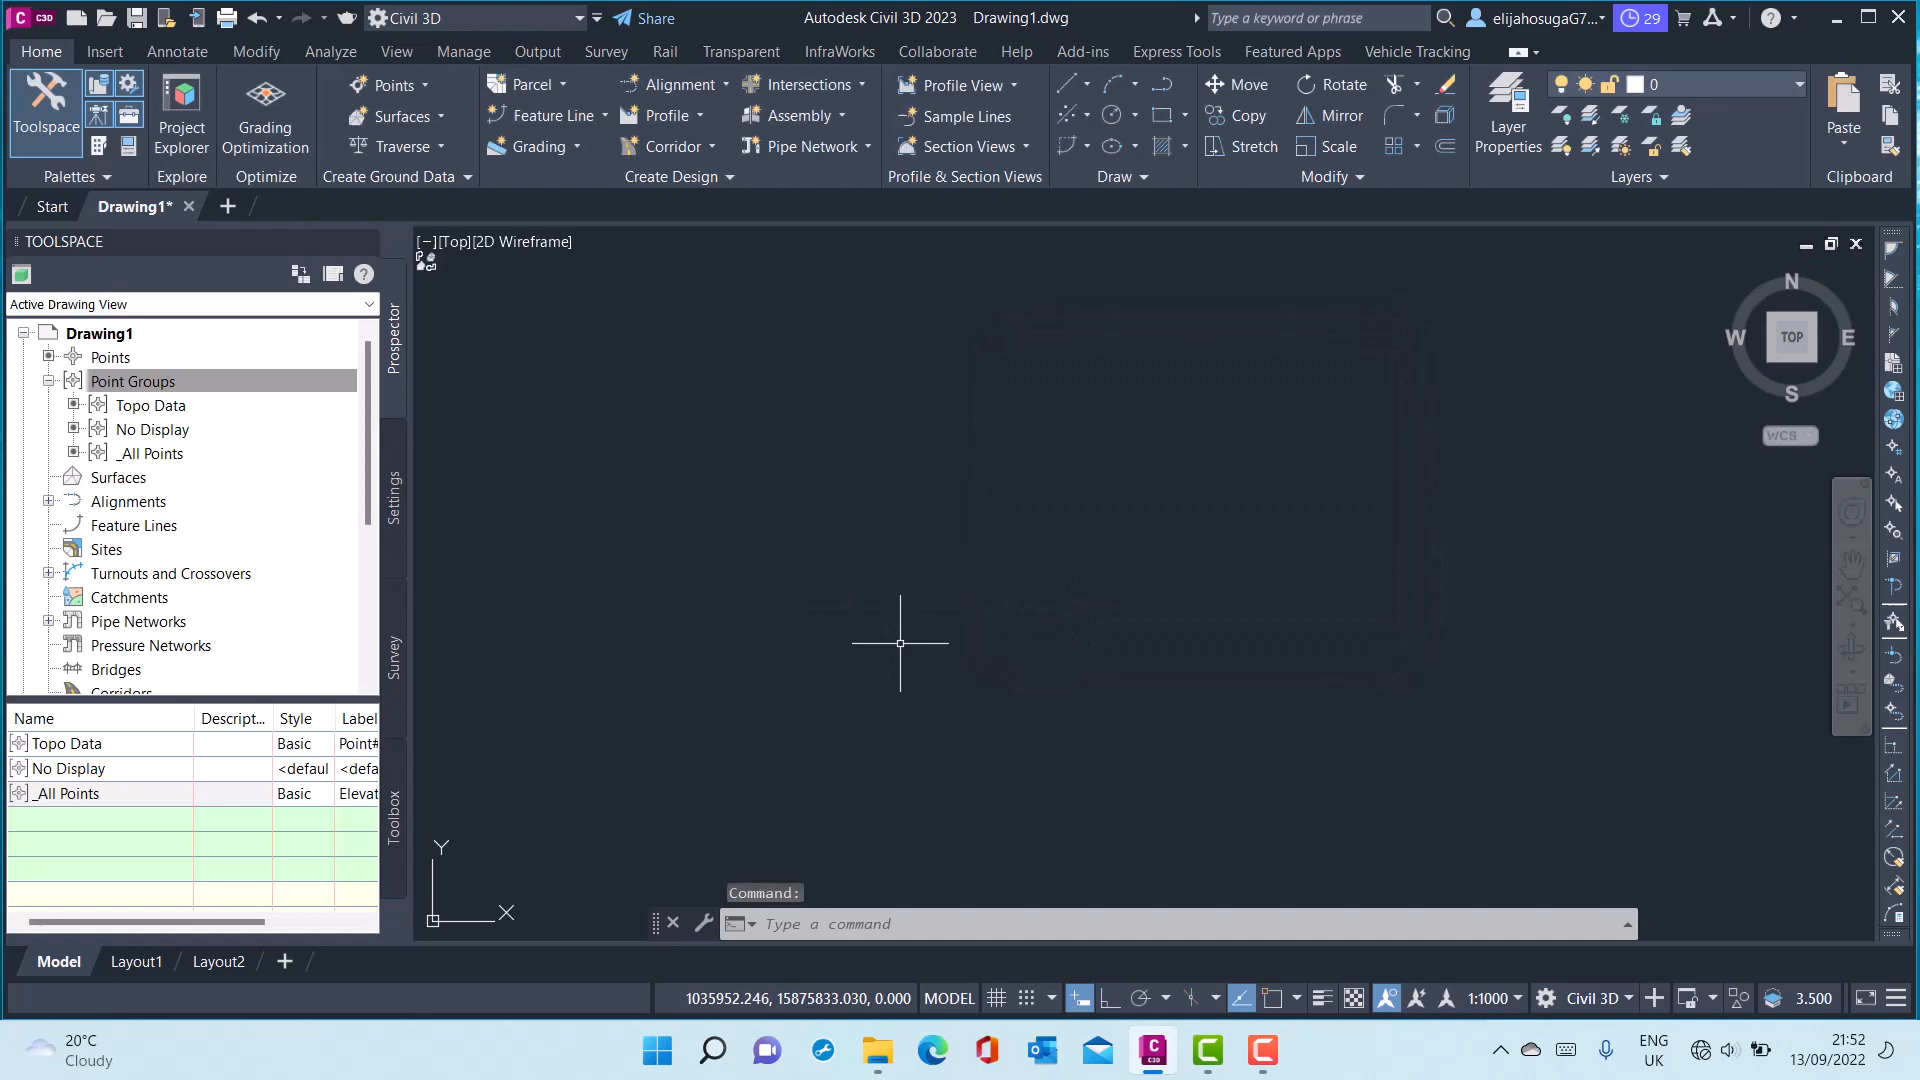 C3D
Civil 3D
Share
Autodesk Civil 3D 2023 Drawing1.dwg
Type a keyword or phrase
elijahosugaG7...
29
Home
Insert
Annotate
Modify
Analyze
View
Manage
Output
Survey
Rail
Transparent
InfraWorks
Collaborate
Help
Add-ins
Express Tools
Featured Apps
Vehicle Tracking
Toolspace
Project Explorer
Grading Optimization
Points
Surfaces
Traverse
Parcel
Feature Line
Grading
Alignment
Profile
Corridor
Intersections
Assembly
Pipe Network
Profile View
Sample Lines
Section Views
Move
Copy
Stretch
Rotate
Mirror
Scale
Layer Properties
0
Paste
Palettes
Explore
Optimize
Create Ground Data
Create Design
Profile & Section Views
Draw
Modify
Layers
Clipboard
Start
Drawing1*
TOOLSPACE
Active Drawing View
Drawing1
Points
Point Groups
Topo Data
No Display
_All Points
Surfaces
Alignments
Feature Lines
Sites
Turnouts and Crossovers
Catchments
Pipe Networks
Pressure Networks
Bridges
Corridors
Prospector
Settings
Survey
Toolbox
Name Descript... Style Label
Topo Data Basic Point#
No Display <defaul <defa
_All Points Basic Elevat
[−][Top][2D Wireframe]
N
W
TOP
E
S
WCS
Y
X
Command:
Type a command
Model
Layout1
Layout2
1035952.246, 15875833.030, 0.000
MODEL
1:1000
Civil 3D
3.500
20°C
Cloudy
C3D
ENG
UK
21:52
13/09/2022